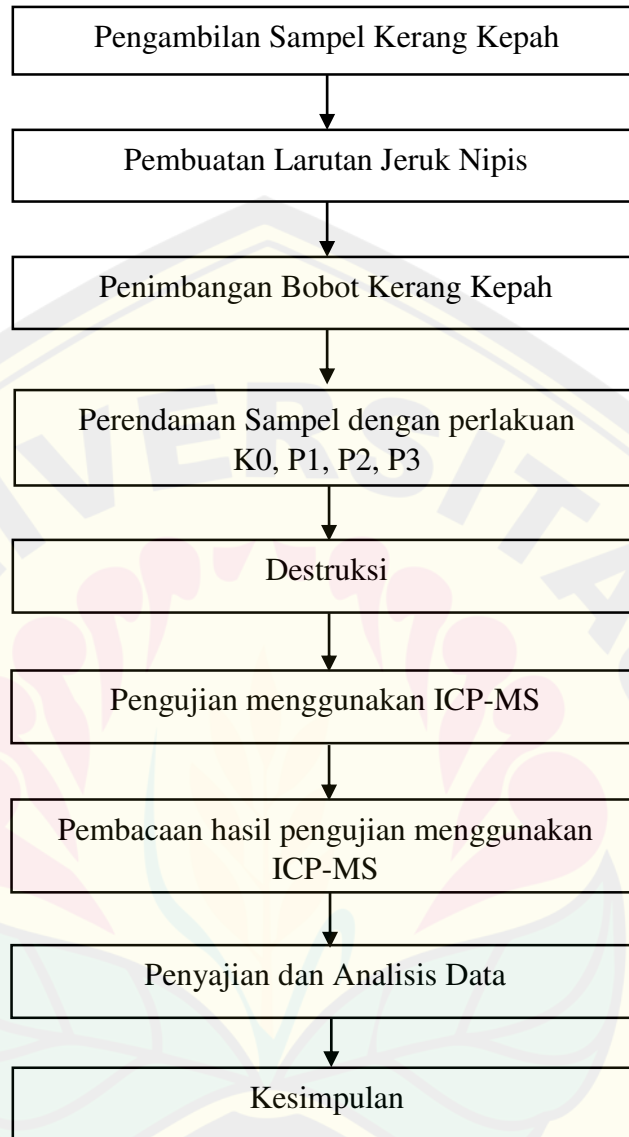 Pengambilan Sampel Kerang Kepah
Pembuatan Larutan Jeruk Nipis
Penimbangan Bobot Kerang Kepah
Perendaman Sampel dengan perlakuan
K0, P1, P2, P3
Destruksi
Pengujian menggunakan ICP-MS
Pembacaan hasil pengujian menggunakan
ICP-MS
Penyajian dan Analisis Data
Kesimpulan